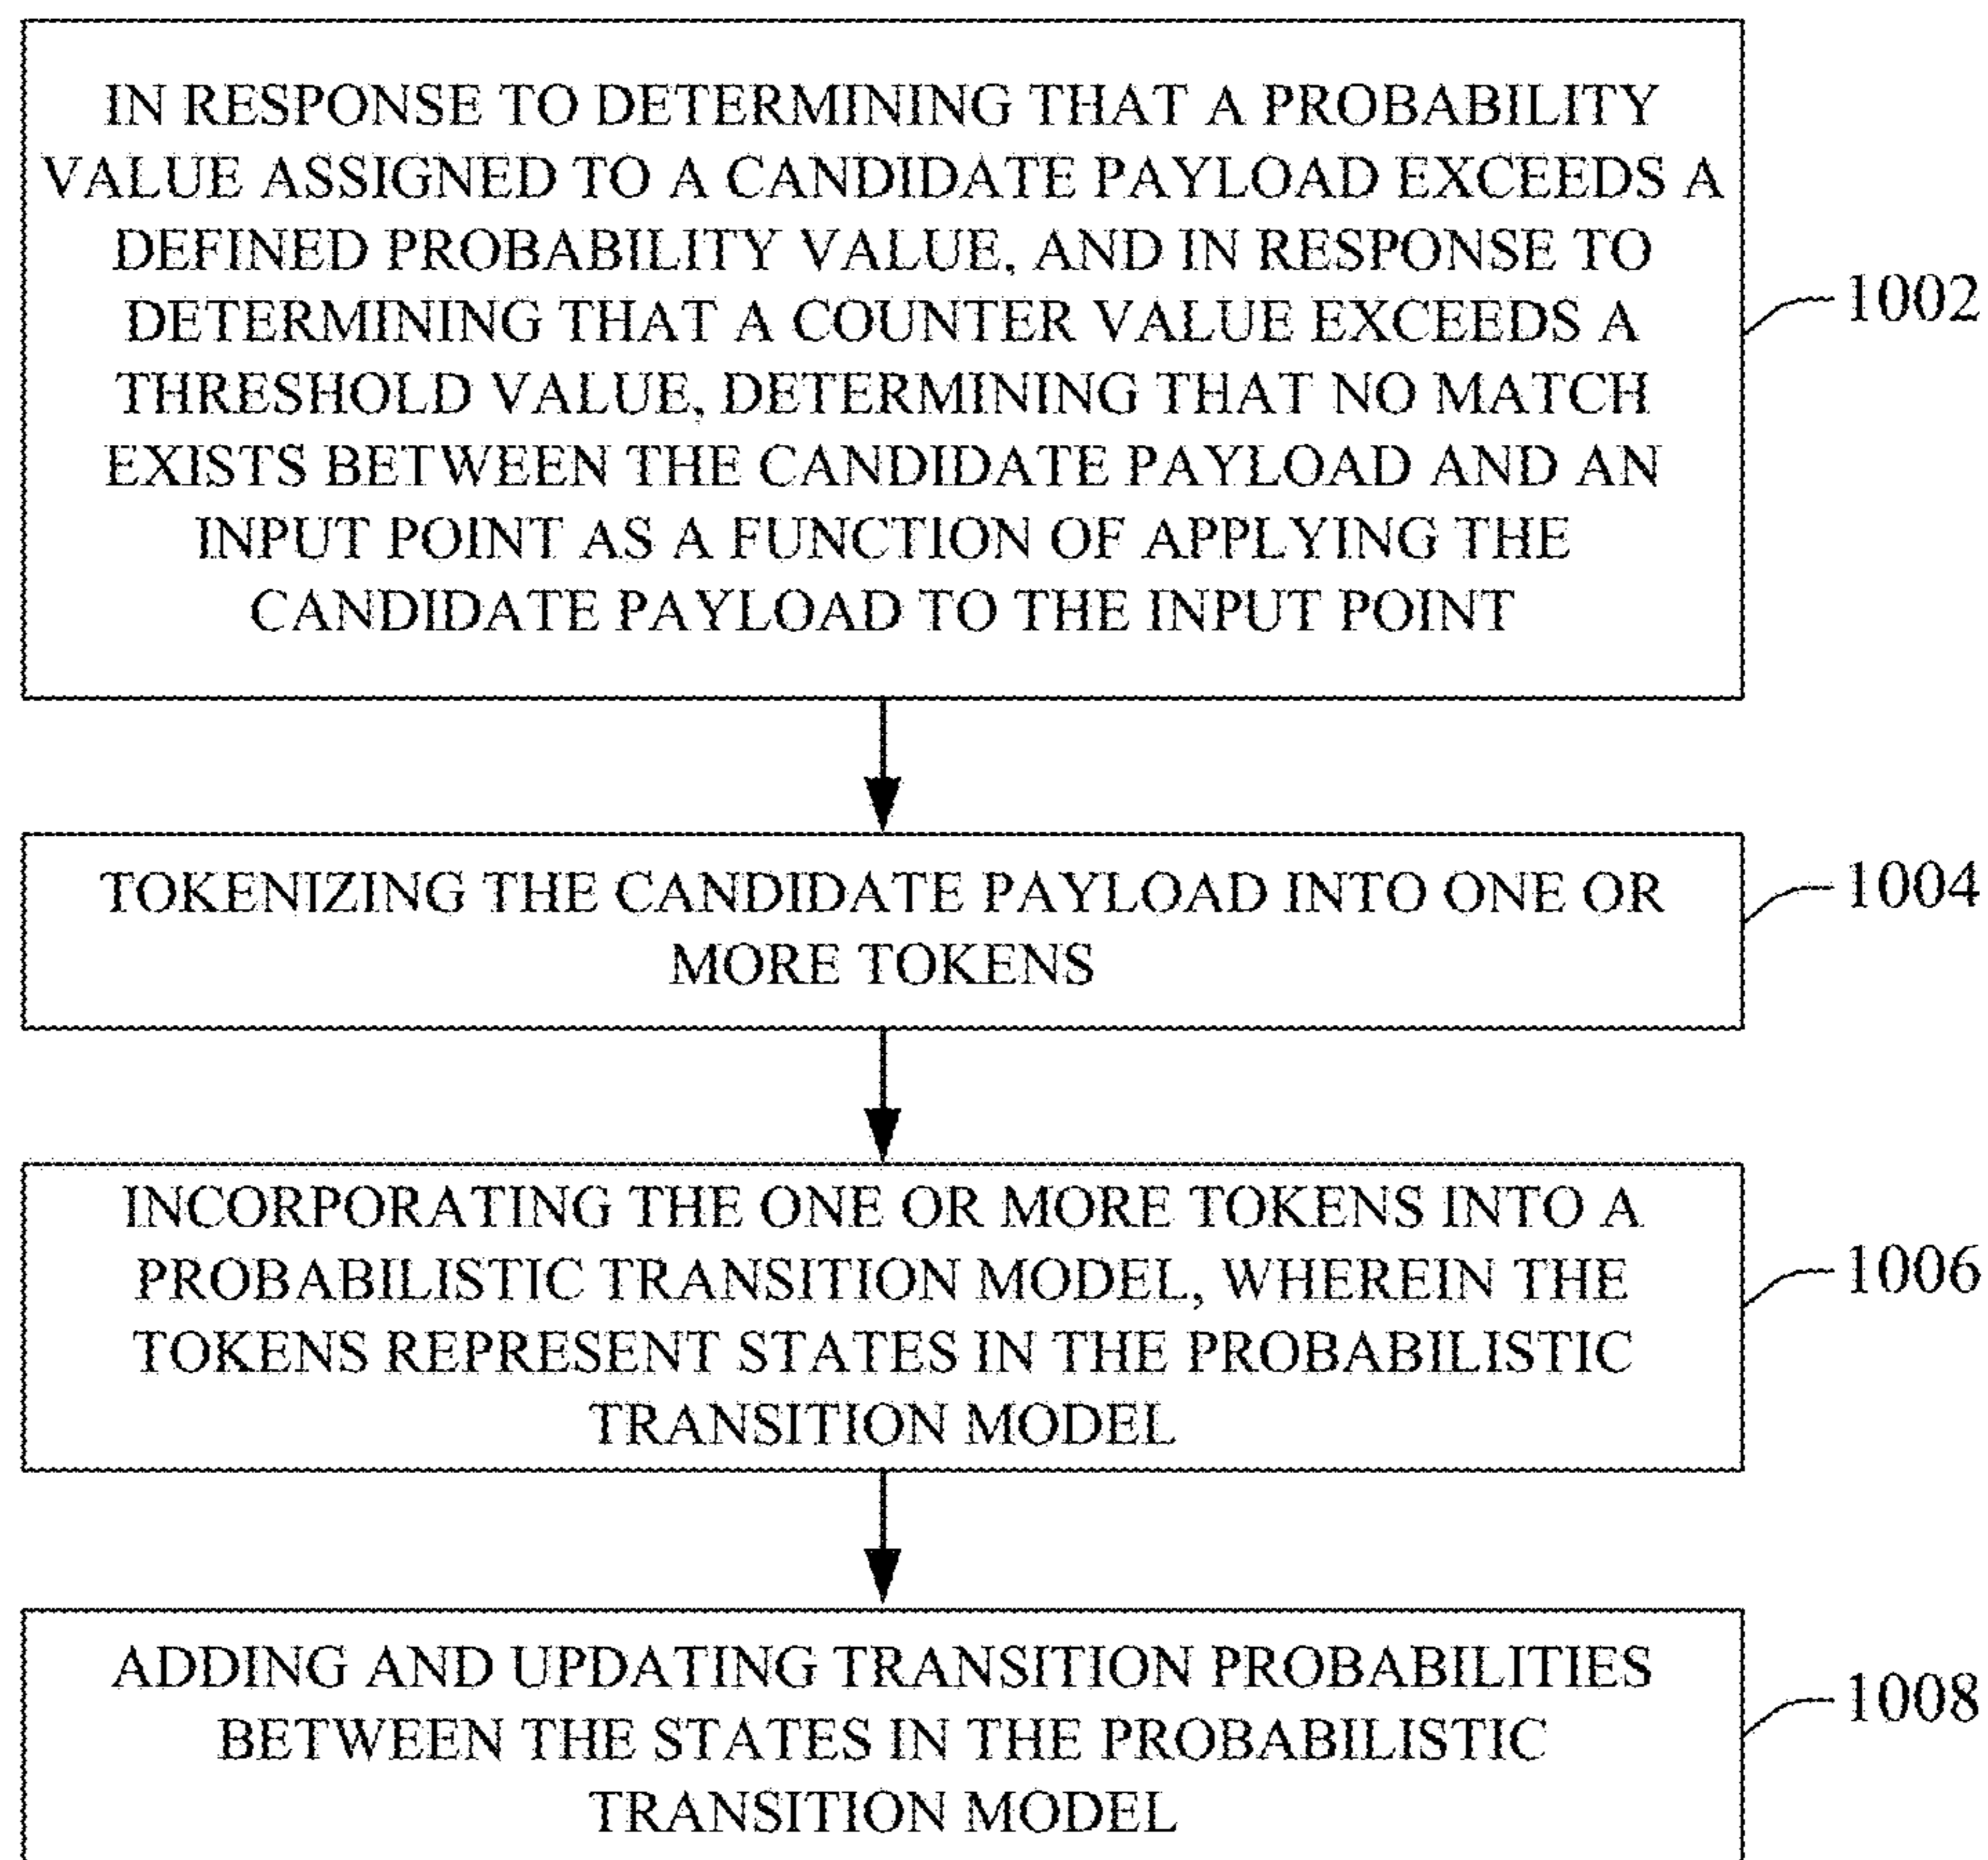 IN RESPONSE TO DETERMINING THAT A PROBABILITY
VALUE ASSIGNED TO A CANDIDATE PAYLOAD EXCEEDS A
DEFINED PROBABILITY VALUE, AND IN RESPONSE TO
DETERMINING THAT A COUNTER VALUE EXCEEDS A
THRESHOLD VALUE, DETERMINING THAT NO MATCH
EXISTS BETWEEN THE CANDIDATE PAYLOAD AND AN
INPUT POINT AS A FUNCTION OF APPLYING THE
CANDIDATE PAYLOAD TO THE INPUT POINT
1002
TOKENIZING THE CANDIDATE PAYLOAD INTO ONE OR
MORE TOKENS
1004
INCORPORATING THE ONE OR MORE TOKENS INTO A
PROBABILISTIC TRANSITION MODEL, WHEREIN THE
TOKENS REPRESENT STATES IN THE PROBABILISTIC
TRANSITION MODEL
1006
ADDING AND UPDATING TRANSITION PROBABILITIES
BETWEEN THE STATES IN THE PROBABILISTIC
TRANSITION MODEL
1008